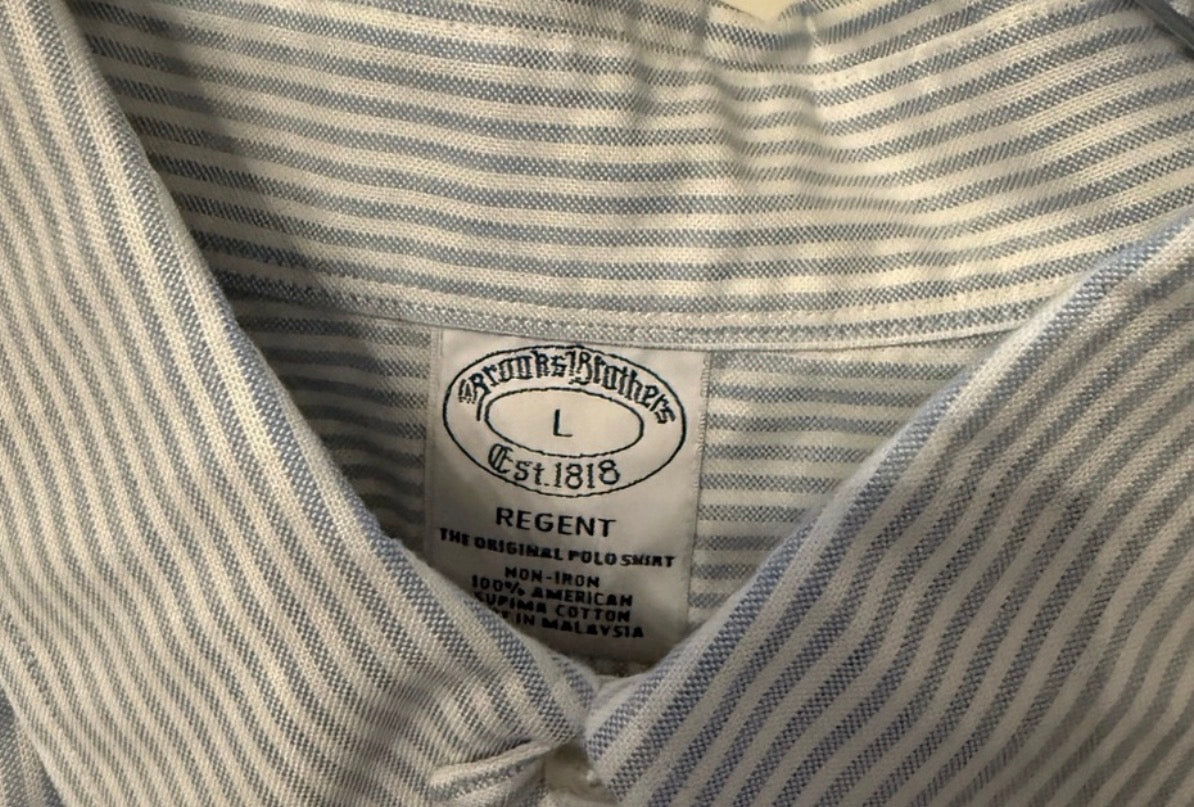 Brooks Brothers
L
Est. 1818
REGENT
THE ORIGINAL POLO SHIRT
NON-IRON
100% AMERICAN
SUPIMA COTTON
IN MALAYSIA